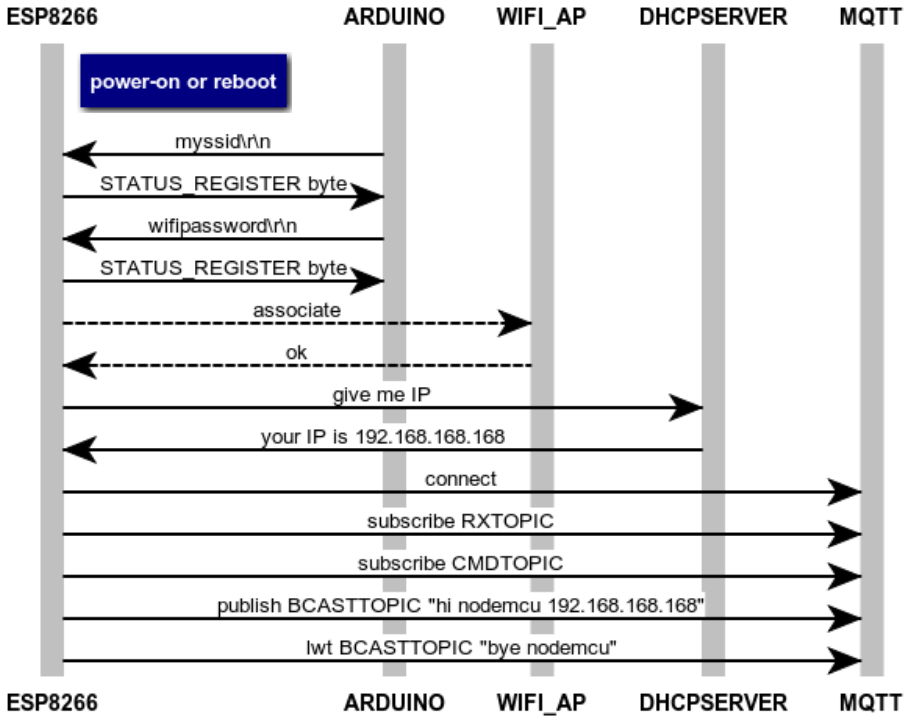 ESP8266 ARDUINO WIFI_AP DHCPSERVER MQTT
power-on or reboot
myssid\r\n
STATUS_REGISTER byte
wifipassword\r\n
STATUS_REGISTER byte
associate
ok
give me IP
your IP is 192.168.168.168
connect
subscribe RXTOPIC
subscribe CMDTOPIC
publish BCASTTOPIC "hi nodemcu 192.168.168.168"
lwt BCASTTOPIC "bye nodemcu"
ESP8266 ARDUINO WIFI_AP DHCPSERVER MQTT